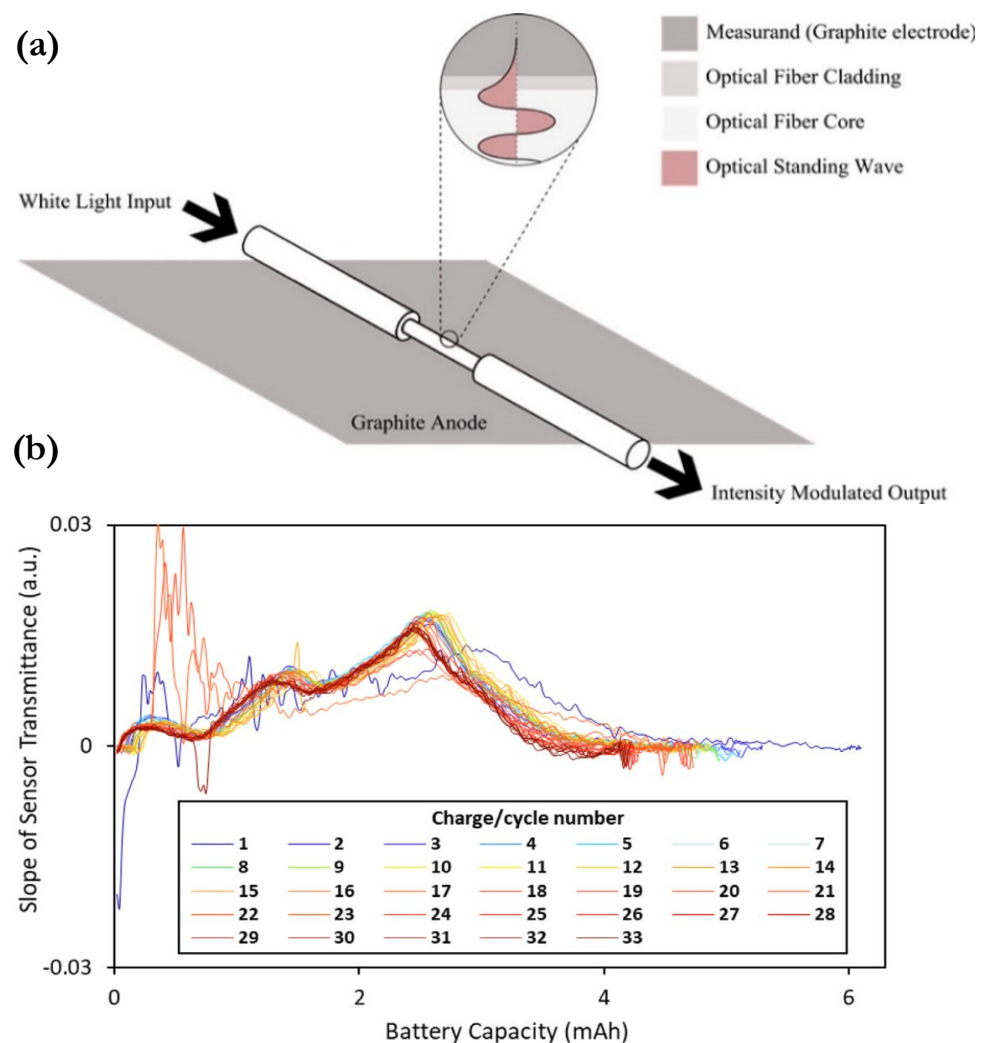 (a)
Measurand (Graphite electrode)
Optical Fiber Cladding
Optical Fiber Core
Optical Standing Wave
White Light Input
Graphite Anode
Intensity Modulated Output
(b)
Slope of Sensor Transmittance (a.u.)
0.03
0
-0.03
Charge/cycle number
1 2 3 4 5 6 7
8 9 10 11 12 13 14
15 16 17 18 19 20 21
22 23 24 25 26 27 28
29 30 31 32 33
0 2 4 6
Battery Capacity (mAh)